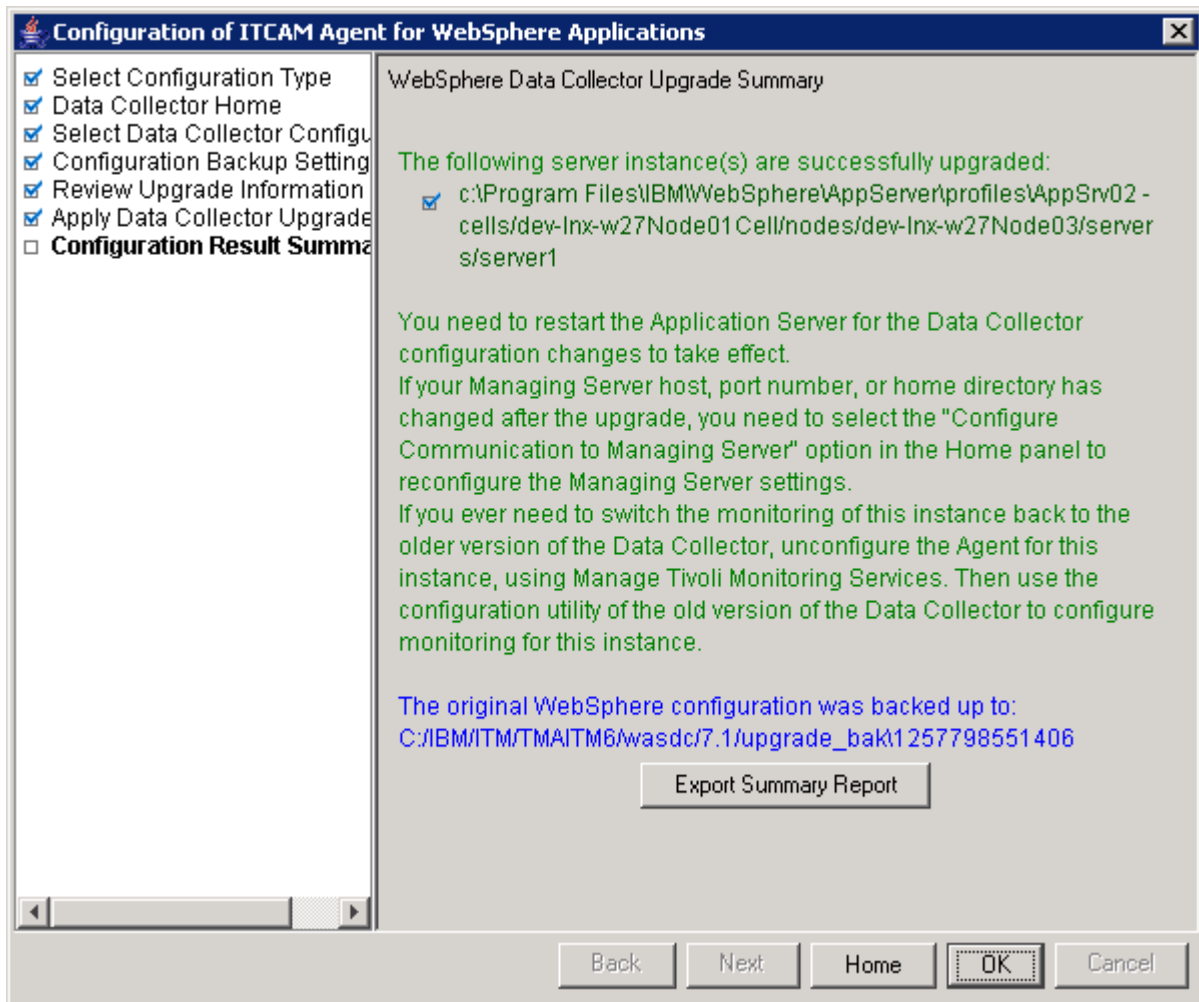 Configuration of ITCAM Agent for WebSphere Applications
Select Configuration Type
Data Collector Home
Select Data Collector Configu
Configuration Backup Setting
Review Upgrade Information
Apply Data Collector Upgrade
Configuration Result Summa
WebSphere Data Collector Upgrade Summary
The following server instance(s) are successfully upgraded:
c:\Program Files\IBM\WebSphere\AppServer\profiles\AppSrv02 -
cells/dev-lnx-w27Node01Cell/nodes/dev-lnx-w27Node03/server
s/server1
You need to restart the Application Server for the Data Collector
configuration changes to take effect.
If your Managing Server host, port number, or home directory has
changed after the upgrade, you need to select the "Configure
Communication to Managing Server" option in the Home panel to
reconfigure the Managing Server settings.
If you ever need to switch the monitoring of this instance back to the
older version of the Data Collector, unconfigure the Agent for this
instance, using Manage Tivoli Monitoring Services. Then use the
configuration utility of the old version of the Data Collector to configure
monitoring for this instance.
The original WebSphere configuration was backed up to:
C:/IBM/ITM/TMAITM6/wasdc/7.1/upgrade_bak\1257798551406
Export Summary Report
Back
Next
Home
OK
Cancel